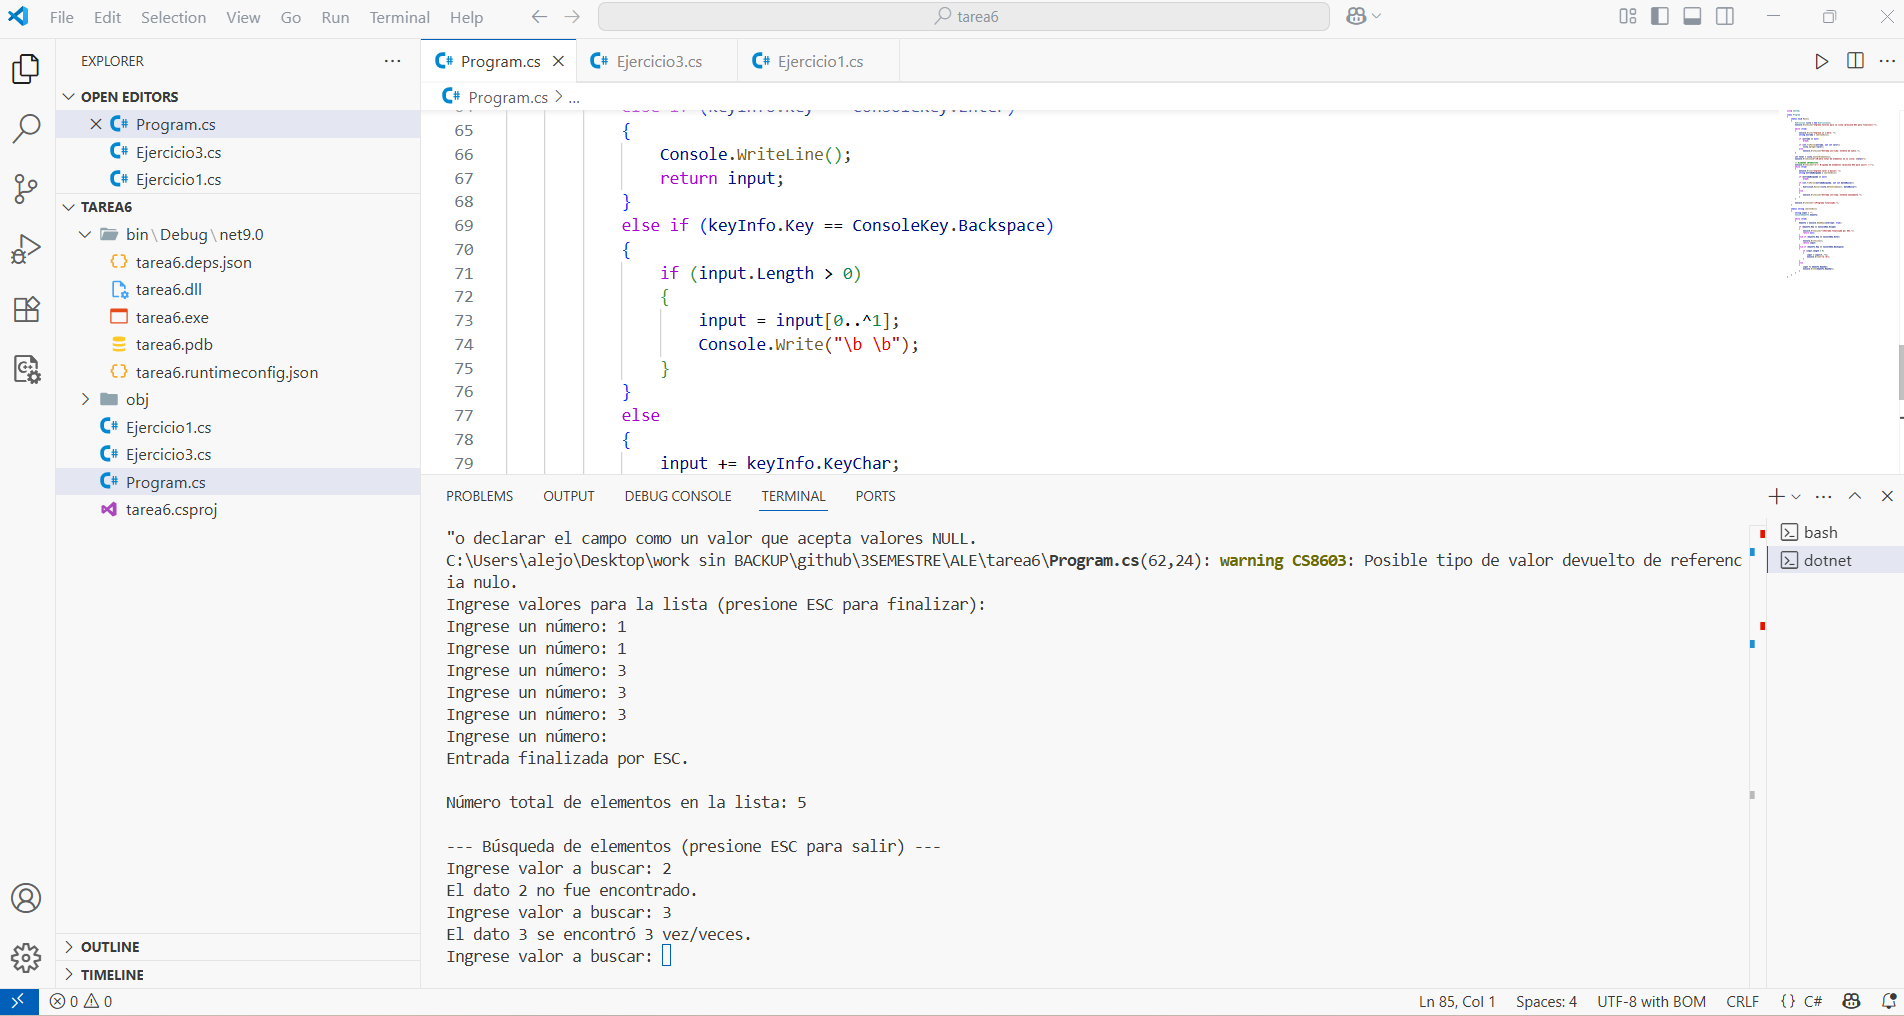 File Edit Selection View Go Run Terminal Help
tarea6
EXPLORER
OPEN EDITORS
Program.cs
Ejercicio3.cs
Ejercicio1.cs
TAREA6
bin\Debug\net9.0
tarea6.deps.json
tarea6.dll
tarea6.exe
tarea6.pdb
tarea6.runtimeconfig.json
obj
Ejercicio1.cs
Ejercicio3.cs
Program.cs
tarea6.csproj
OUTLINE
TIMELINE
Program.cs Ejercicio3.cs Ejercicio1.cs
Program.cs > ...
65 {
66 Console.WriteLine();
67 return input;
68 }
69 else if (keyInfo.Key == ConsoleKey.Backspace)
70 {
71 if (input.Length > 0)
72 {
73 input = input[0..^1];
74 Console.Write("\b \b");
75 }
76 }
77 else
78 {
79 input += keyInfo.KeyChar;
PROBLEMS OUTPUT DEBUG CONSOLE TERMINAL PORTS
"o declarar el campo como un valor que acepta valores NULL.
C:\Users\alejo\Desktop\work sin BACKUP\github\3SEMESTRE\ALE\tarea6\Program.cs(62,24): warning CS8603: Posible tipo de valor devuelto de referenc
ia nulo.
Ingrese valores para la lista (presione ESC para finalizar):
Ingrese un número: 1
Ingrese un número: 1
Ingrese un número: 3
Ingrese un número: 3
Ingrese un número: 3
Ingrese un número:
Entrada finalizada por ESC.
Número total de elementos en la lista: 5
--- Búsqueda de elementos (presione ESC para salir) ---
Ingrese valor a buscar: 2
El dato 2 no fue encontrado.
Ingrese valor a buscar: 3
El dato 3 se encontró 3 vez/veces.
Ingrese valor a buscar:
bash
dotnet
0 0
Ln 85, Col 1 Spaces: 4 UTF-8 with BOM CRLF {} C#